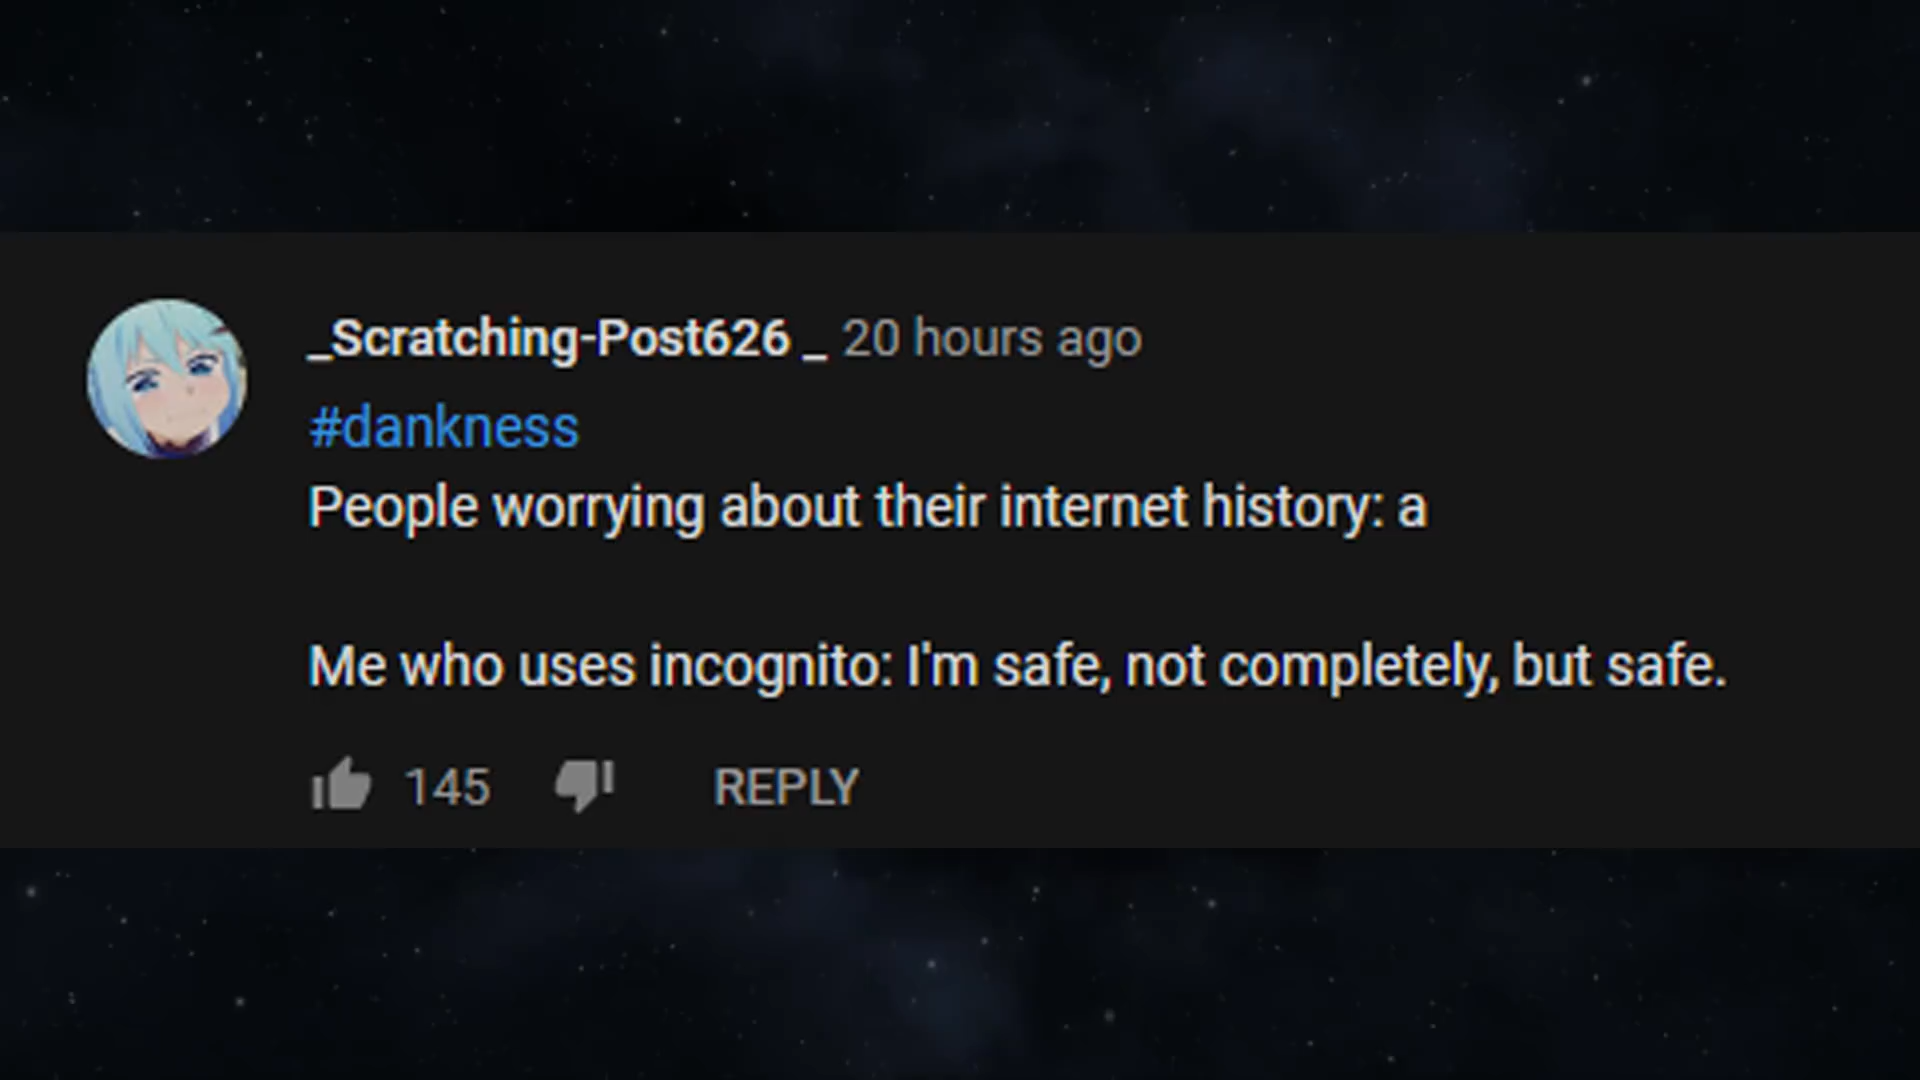 _Scratching-Post626 _ 20 hours ago
#dankness
People worrying about their internet history: a
Me who uses incognito: I'm safe, not completely, but safe.
145 REPLY